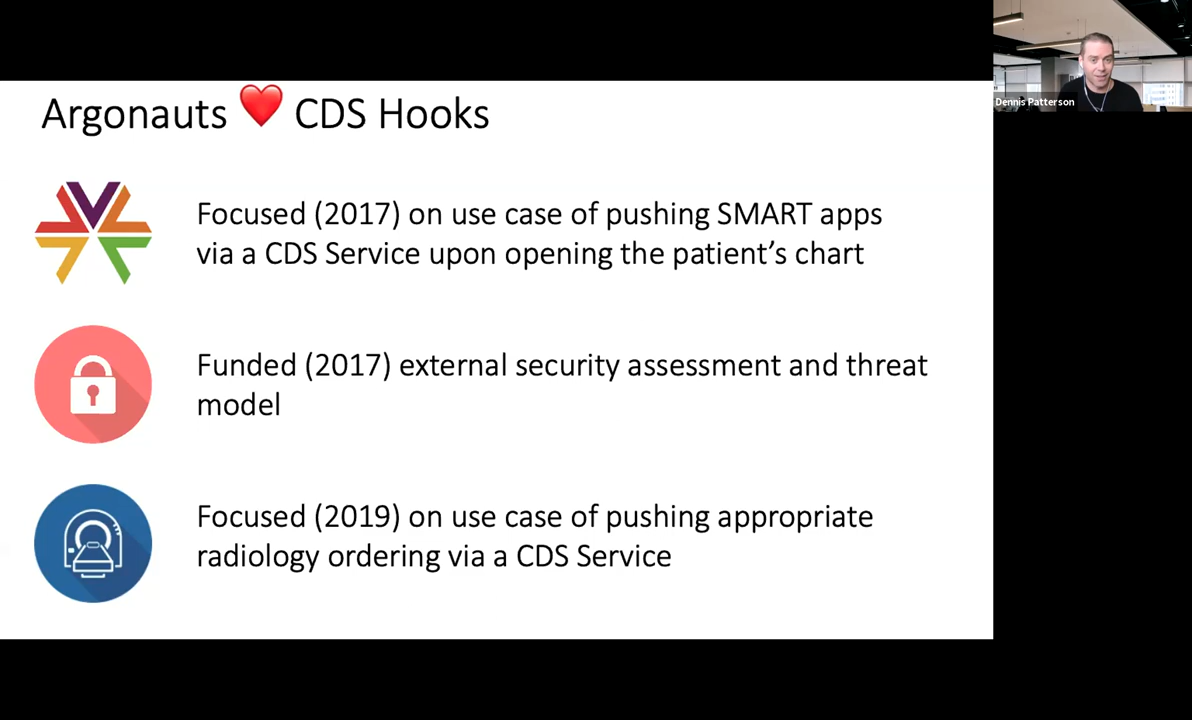 Argonauts ❤️ CDS Hooks
Focused (2017) on use case of pushing SMART apps
via a CDS Service upon opening the patient’s chart
Funded (2017) external security assessment and threat
model
Focused (2019) on use case of pushing appropriate
radiology ordering via a CDS Service
Dennis Patterson